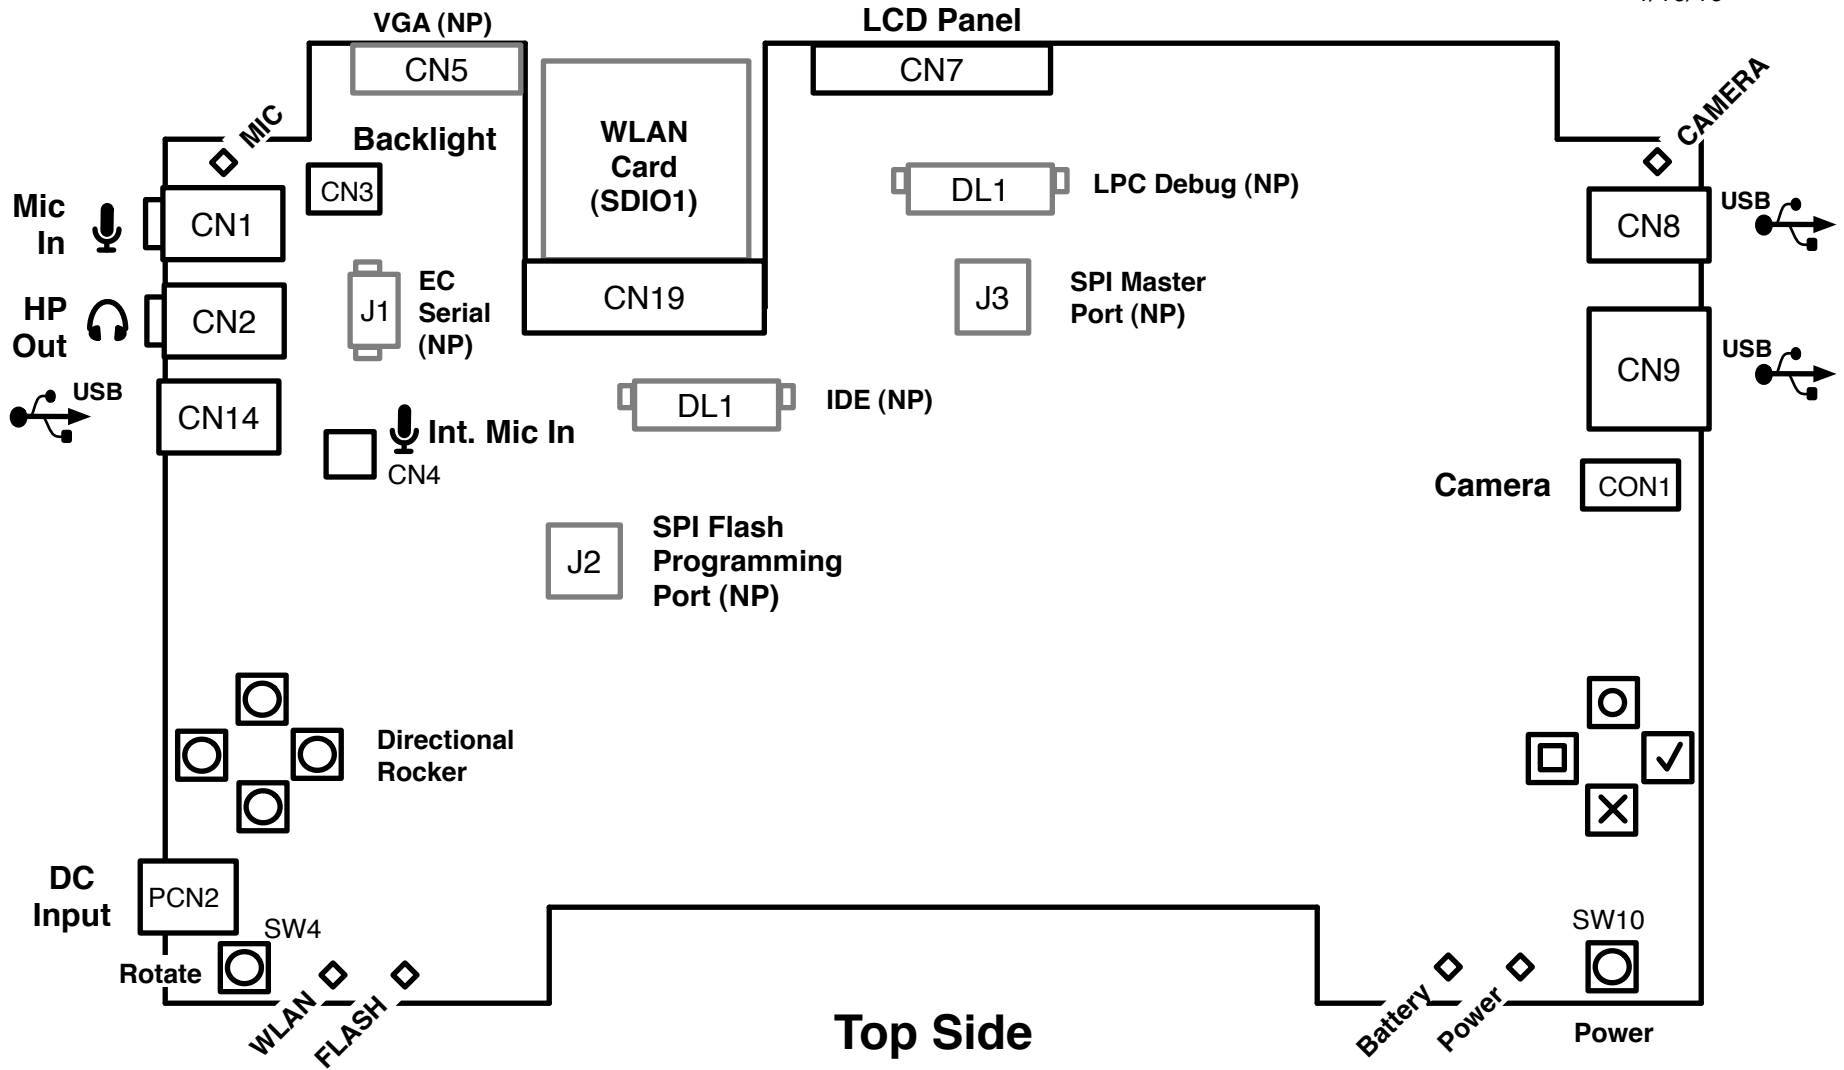 VGA (NP)
LCD Panel
CN5
CN7
MIC
CAMERA
Backlight
WLAN
Card
(SDIO1)
CN3
DL1
LPC Debug (NP)
Mic
In
CN1
CN8
USB
EC
Serial
(NP)
J1
CN19
J3
SPI Master
Port (NP)
HP
Out
CN2
CN9
USB
USB
CN14
DL1
IDE (NP)
Int. Mic In
CN4
Camera
CON1
J2
SPI Flash
Programming
Port (NP)
Directional
Rocker
DC
Input
PCN2
SW4
SW10
Rotate
WLAN
FLASH
Battery
Power
Power
Top Side